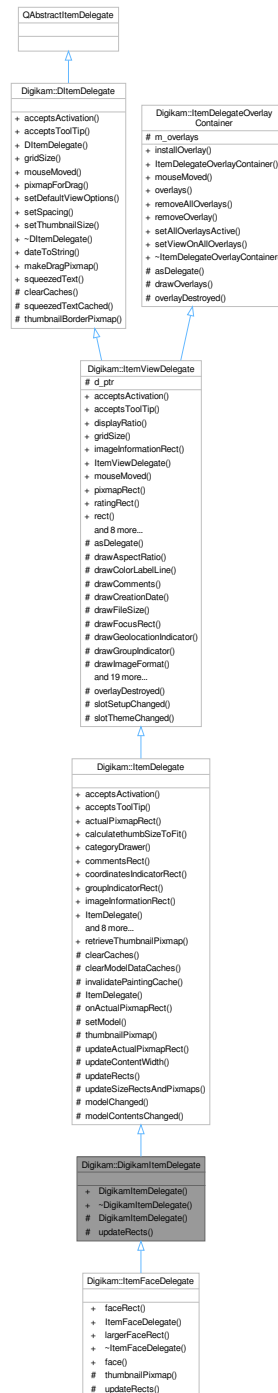 QAbstractItemDelegate
Digikam::DItemDelegate
+ acceptsActivation()
+ acceptsToolTip()
+ DItemDelegate()
+ gridSize()
+ mouseMoved()
+ pixmapForDrag()
+ setDefaultViewOptions()
+ setSpacing()
+ setThumbnailSize()
+ ~DItemDelegate()
+ dateToString()
+ makeDragPixmap()
+ squeezedText()
# clearCaches()
# squeezedTextCached()
# thumbnailBorderPixmap()
Digikam::ItemDelegateOverlay
Container
# m_overlays
+ installOverlay()
+ ItemDelegateOverlayContainer()
+ mouseMoved()
+ overlays()
+ removeAllOverlays()
+ removeOverlay()
+ setAllOverlaysActive()
+ setViewOnAllOverlays()
+ ~ItemDelegateOverlayContainer
# asDelegate()
# drawOverlays()
# overlayDestroyed()
Digikam::ItemViewDelegate
# d_ptr
+ acceptsActivation()
+ acceptsToolTip()
+ displayRatio()
+ gridSize()
+ imageInformationRect()
+ ItemViewDelegate()
+ mouseMoved()
+ pixmapRect()
+ ratingRect()
+ rect()
and 8 more...
# asDelegate()
# drawAspectRatio()
# drawColorLabelLine()
# drawComments()
# drawCreationDate()
# drawFileSize()
# drawFocusRect()
# drawGeolocationIndicator()
# drawGroupIndicator()
# drawImageFormat()
and 19 more...
# overlayDestroyed()
# slotSetupChanged()
# slotThemeChanged()
Digikam::ItemDelegate
+ acceptsActivation()
+ acceptsToolTip()
+ actualPixmapRect()
+ calculatethumbSizeToFit()
+ categoryDrawer()
+ commentsRect()
+ coordinatesIndicatorRect()
+ groupIndicatorRect()
+ imageInformationRect()
+ ItemDelegate()
and 8 more...
+ retrieveThumbnailPixmap()
# clearCaches()
# clearModelDataCaches()
# invalidatePaintingCache()
# ItemDelegate()
# onActualPixmapRect()
# setModel()
# thumbnailPixmap()
# updateActualPixmapRect()
# updateContentWidth()
# updateRects()
# updateSizeRectsAndPixmaps()
# modelChanged()
# modelContentsChanged()
Digikam::DigikamItemDelegate
+ DigikamItemDelegate()
+ ~DigikamItemDelegate()
# DigikamItemDelegate()
# updateRects()
Digikam::ItemFaceDelegate
+ faceRect()
+ ItemFaceDelegate()
+ largerFaceRect()
+ ~ItemFaceDelegate()
+ face()
# thumbnailPixmap()
# updateRects()